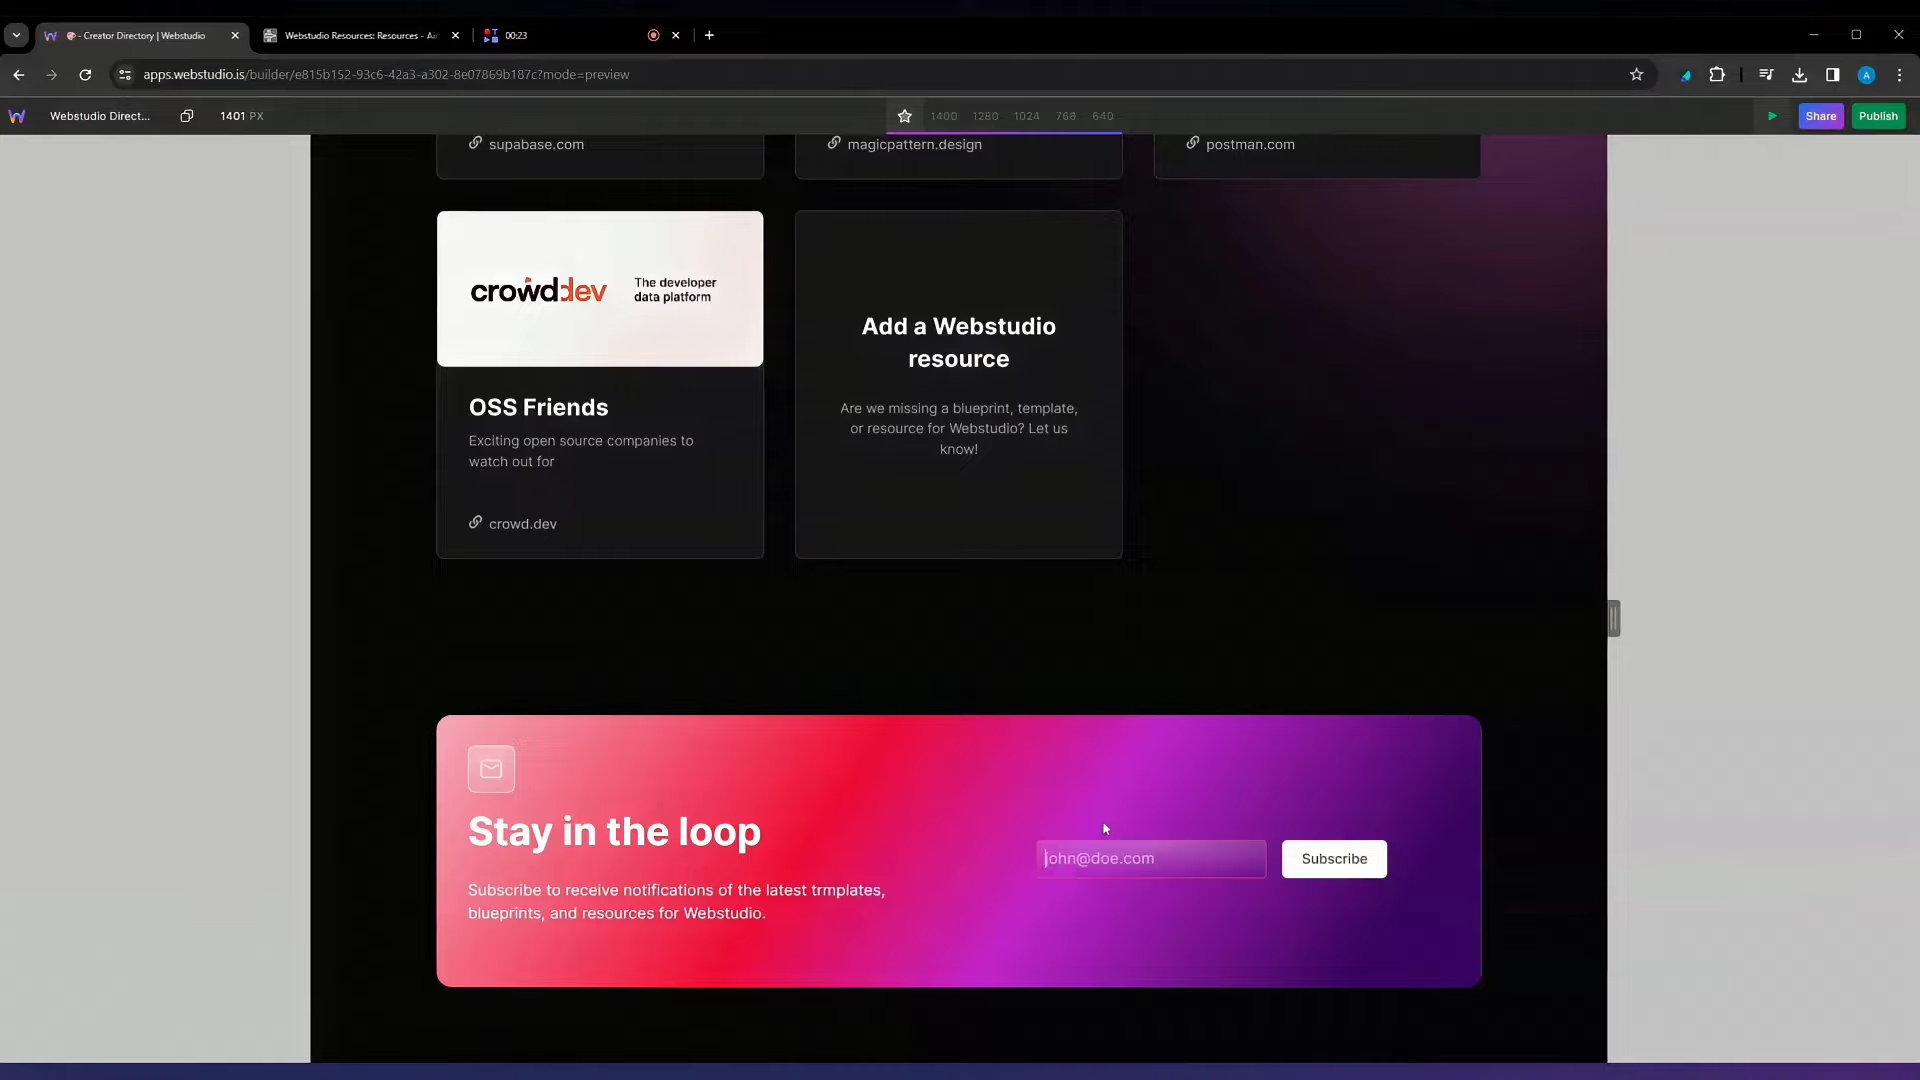 - Creator Directory | Webstudio
Webstudio Resources: Resources - Air
00:23
apps.webstudio.is/builder/e815b152-93c6-42a3-a302-8e07869b187c?mode=preview
A
Webstudio Direct...
1401 PX
1400 1280 1024 768 640
Share
Publish
supabase.com
magicpattern.design
postman.com
crowddev
The developer
data platform
OSS Friends
Exciting open source companies to
watch out for
crowd.dev
Add a Webstudio
resource
Are we missing a blueprint, template,
or resource for Webstudio? Let us
know!
Stay in the loop
Subscribe to receive notifications of the latest trmplates,
blueprints, and resources for Webstudio.
john@doe.com
Subscribe